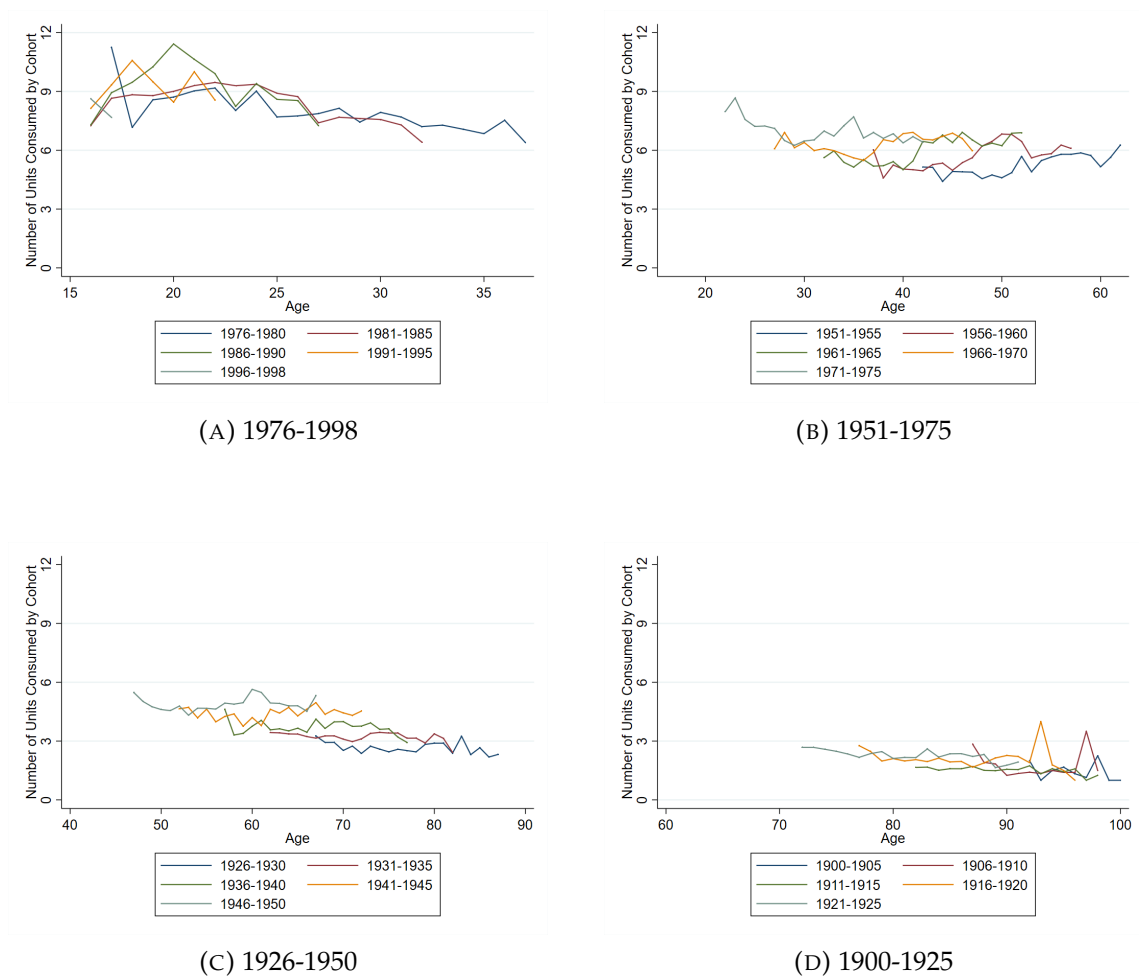 Number of Units Consumed by Cohort
0 3 6 9 12
15 20 25 30 35
Age
1976-1980 1981-1985
1986-1990 1991-1995
1996-1998
(A) 1976-1998
Number of Units Consumed by Cohort
0 3 6 9 12
20 30 40 50 60
Age
1951-1955 1956-1960
1961-1965 1966-1970
1971-1975
(B) 1951-1975
Number of Units Consumed by Cohort
0 3 6 9 12
40 50 60 70 80 90
Age
1926-1930 1931-1935
1936-1940 1941-1945
1946-1950
(C) 1926-1950
Number of Units Consumed by Cohort
0 3 6 9 12
60 70 80 90 100
Age
1900-1905 1906-1910
1911-1915 1916-1920
1921-1925
(D) 1900-1925